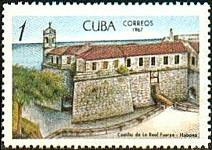 1
CUBA CORREOS
1967
Castillo de La Real Fuerza - Habana